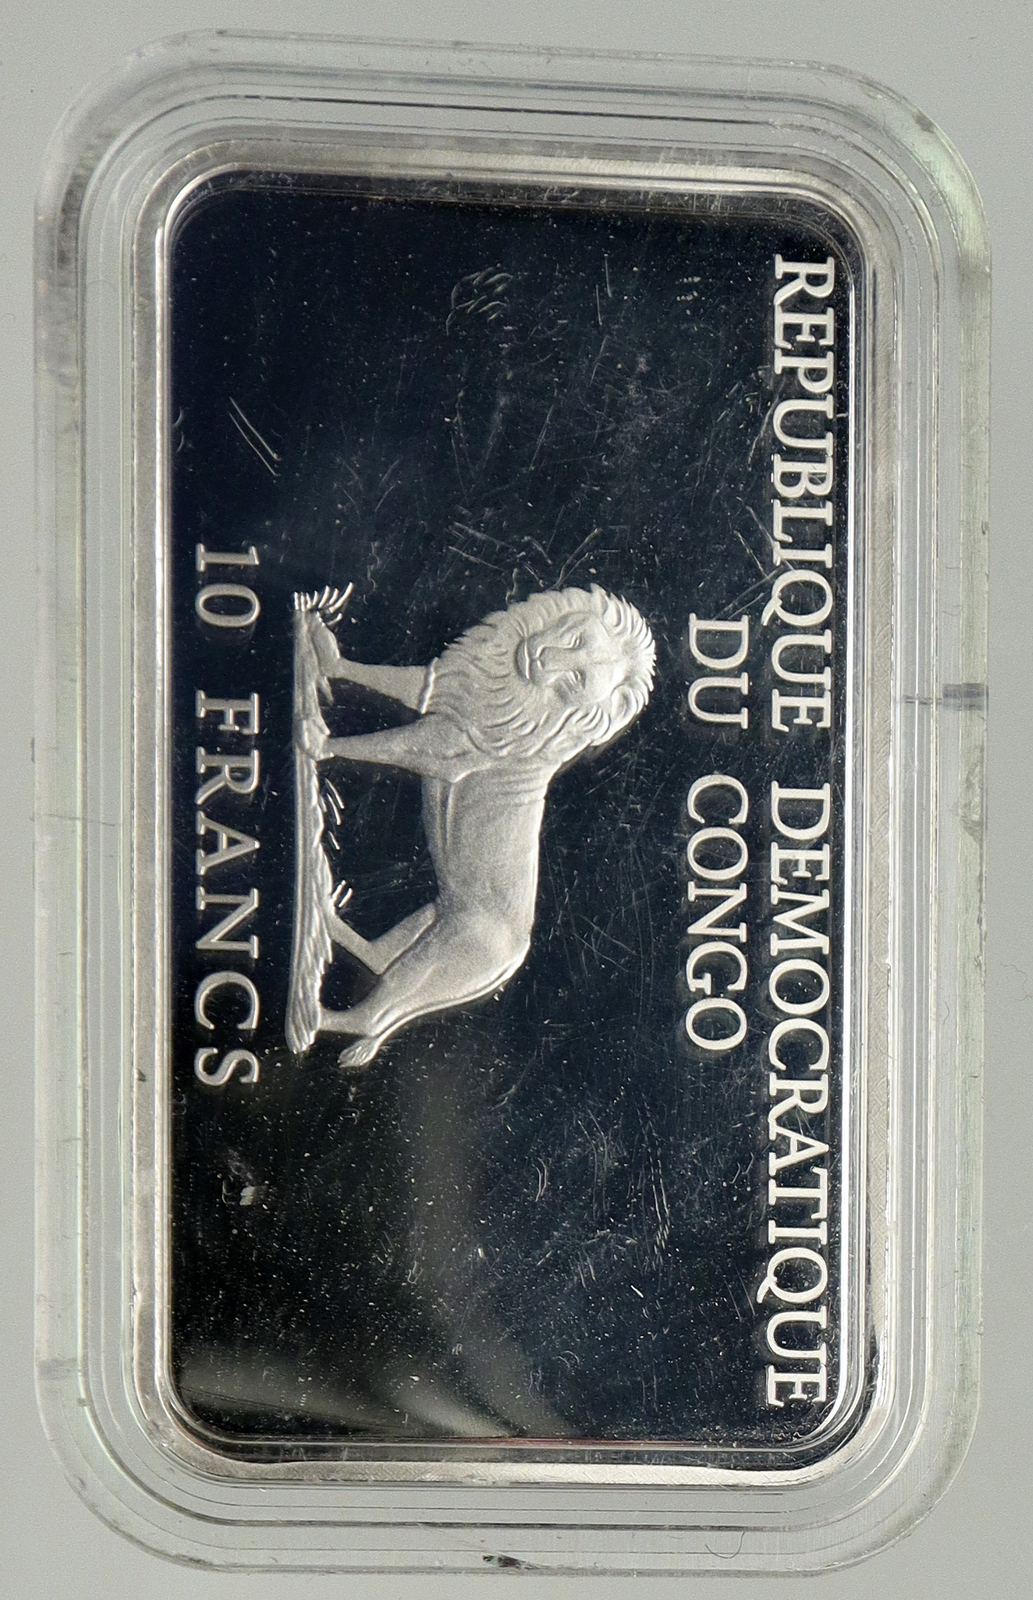 REPUBLIQUE DEMOCRATIQUE
DU CONGO
10 FRANCS